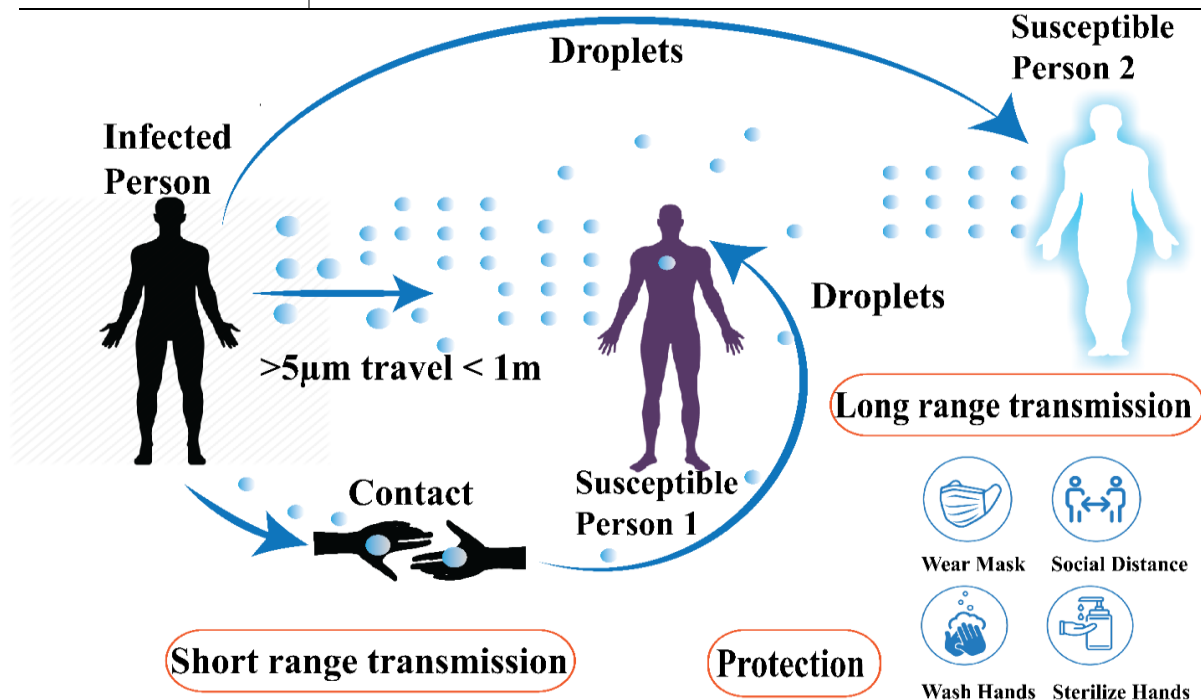 Susceptible
Person 2
Droplets
Infected
Person
Droplets
>5μm travel < 1m
Long range transmission
Contact
Susceptible
Person 1
Wear Mask
Social Distance
Short range transmission
Protection
Wash Hands
Sterilize Hands